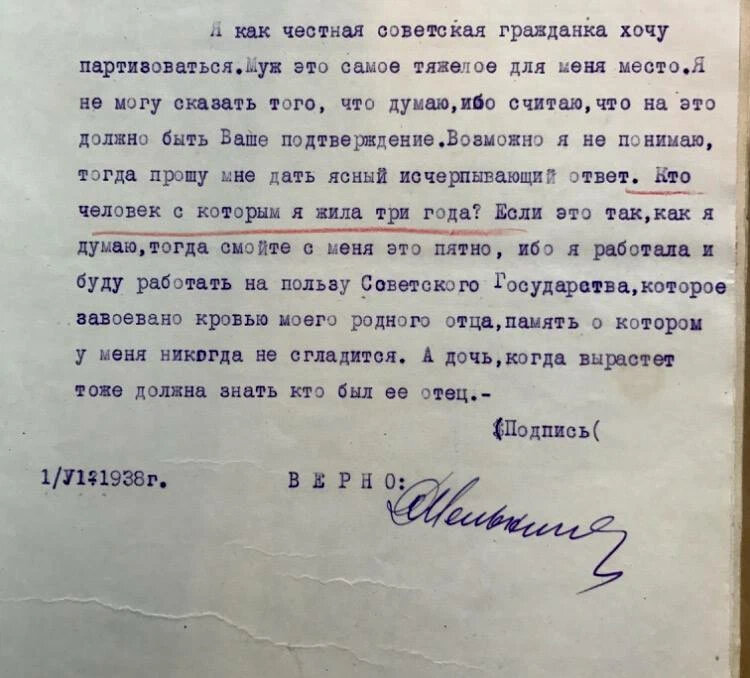 Я как честная советская гражданка хочу
партизоваться.Муж это самое тяжелое для меня место.Я
не могу сказать того, что думаю,ибо считаю,что на это
должно быть Ваше подтверждение.Возможно я не понимаю,
тогда прошу мне дать ясный исчерпывающий ответ. Кто
человек с которым я жила три года? Если это так,как я
думаю,тогда смойте с меня это пятно, ибо я работала и
буду работать на пользу Советского Государства,которое
завоевано кровью моего родного отца,память о котором
у меня никогда не сгладится. А дочь,когда вырастет
тоже должна знать кто был ее отец.-
(Подпись(
1938г. В Е Р Н О: